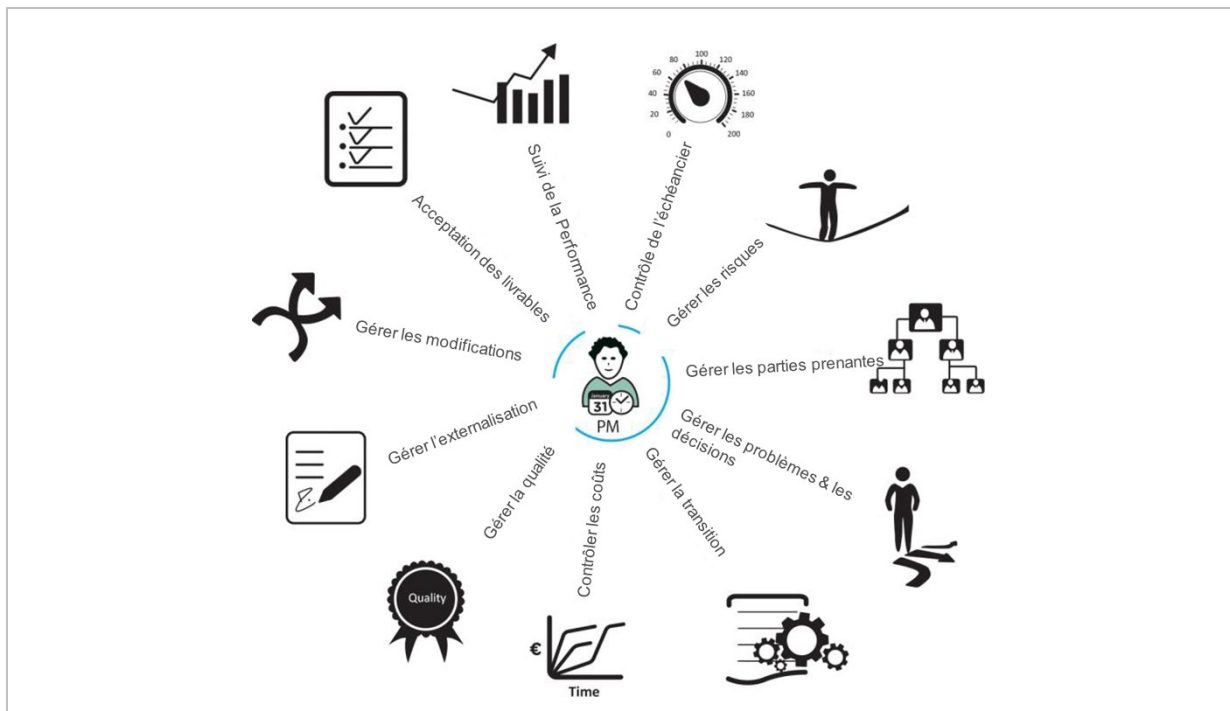 100
80
120
60
140
40
160
20
180
0
200
Suivi de la Performance
Contrôle de l'échéancier
Acceptation des livrables
Gérer les risques
Gérer les modifications
Gérer les parties prenantes
January
31
PM
Gérer l'externalisation
Gérer les problèmes & les
décisions
Gérer la qualité
Contrôler les coûts
Gérer la transition
Quality
€
Time